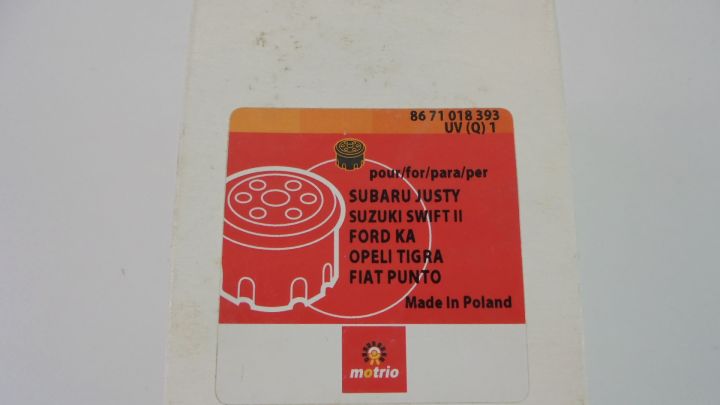 86 71 018 393
UV (Q) 1
pour/for/para/per
SUBARU JUSTY
SUZUKI SWIFT II
FORD KA
OPELI TIGRA
FIAT PUNTO
Made In Poland
motrio